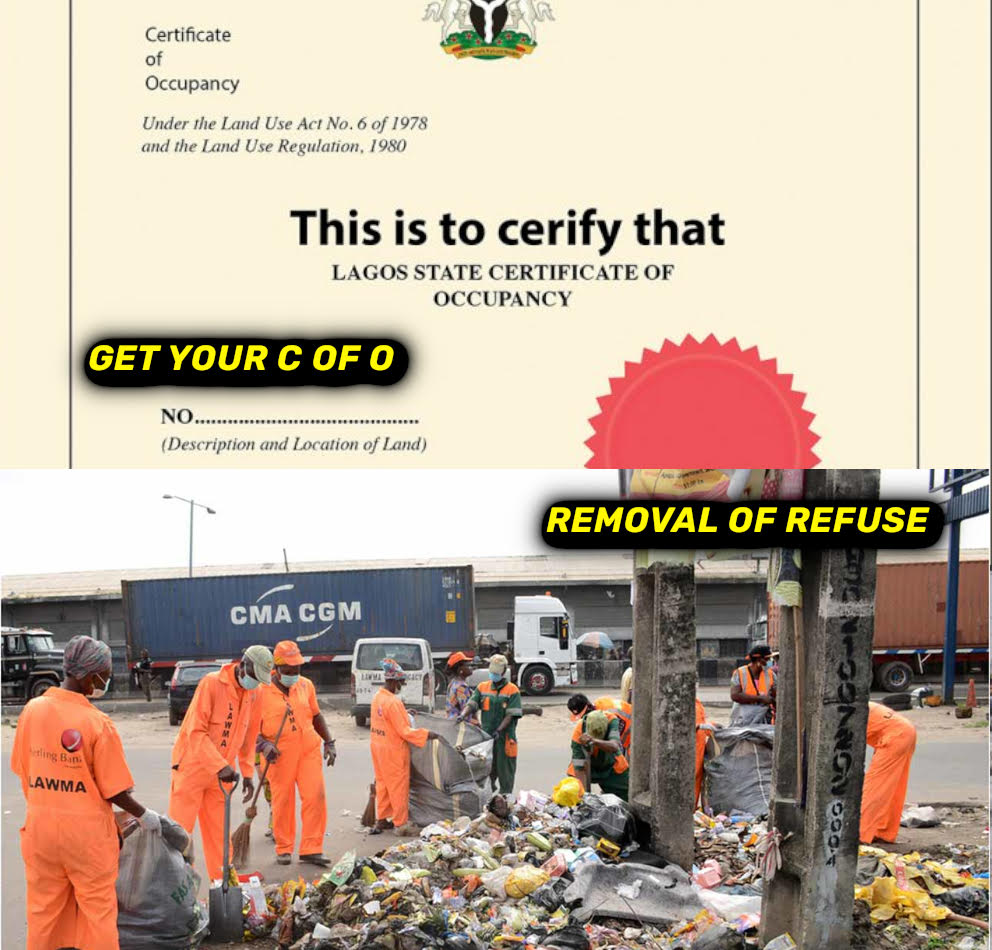 Certificate
of
Occupancy
Under the Land Use Act No. 6 of 1978
and the Land Use Regulation, 1980
This is to cerify that
LAGOS STATE CERTIFICATE OF
OCCUPANCY
GET YOUR C OF O
NO..........................................
(Description and Location of Land)
REMOVAL OF REFUSE
CMA CGM
LAWMA
LAWMA
Sterling Bank
LAWMA